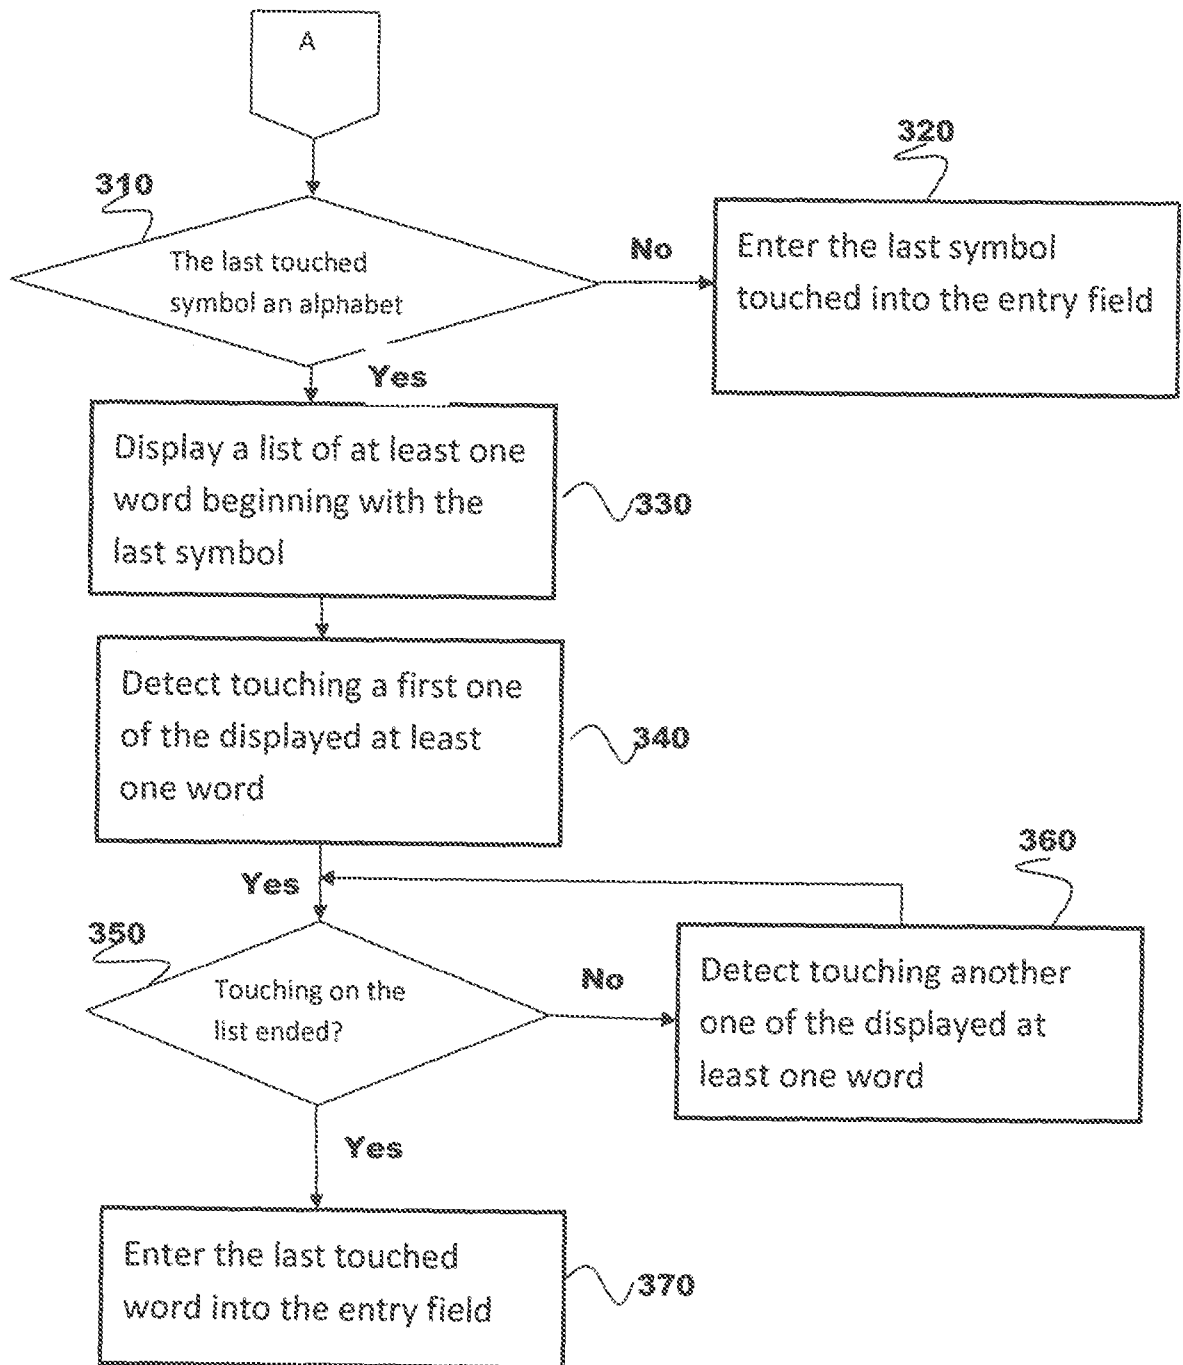 A
310
The last touched
symbol an alphabet
No
320
Enter the last symbol
touched into the entry field
Yes
Display a list of at least one
word beginning with the
last symbol
330
Detect touching a first one
of the displayed at least
one word
340
Yes
350
Touching on the
list ended?
No
360
Detect touching another
one of the displayed at
least one word
Yes
Enter the last touched
word into the entry field
370